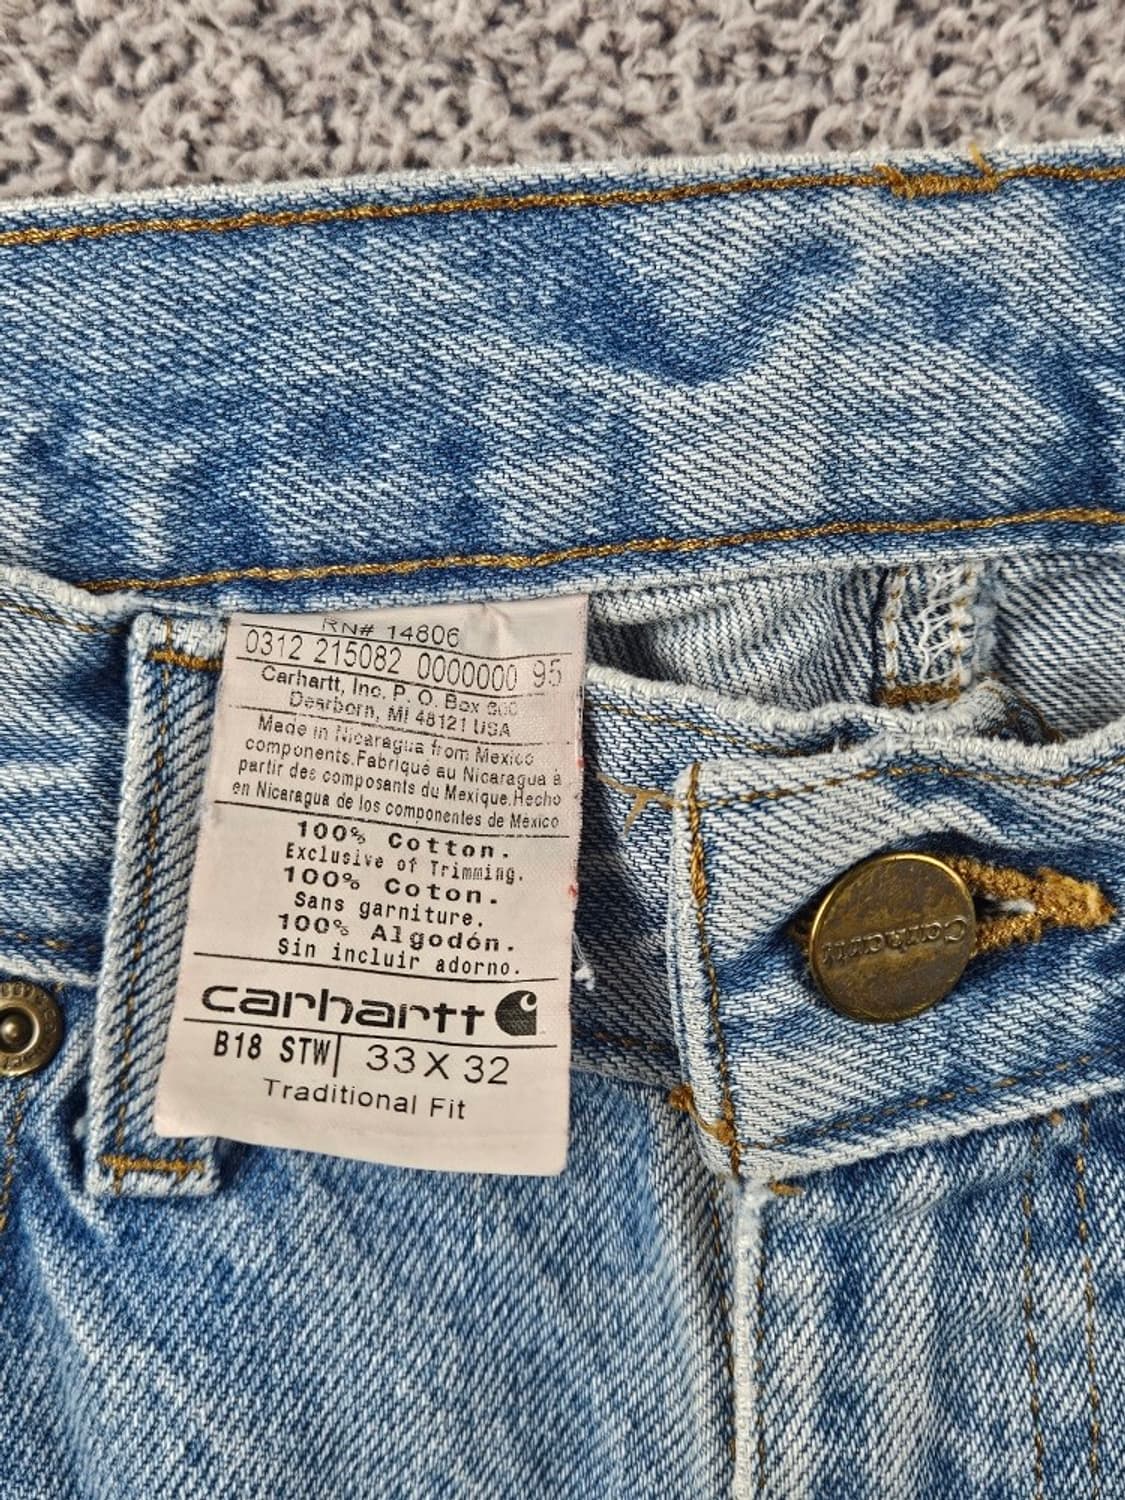 RN# 14806
0312 215082 0000000 95
Carhartt, Inc. P. O. Box 600
Dearborn, MI 48121 USA
Made in Nicaragua from Mexico
components.Fabriqué au Nicaragua à
partir des composants du Mexique.Hecho
en Nicaragua de los componentes de México
100% Cotton.
Exclusive of Trimming.
100% Coton.
Sans garniture.
100% Algodón.
Sin incluir adorno.
carhartt
B18 STW 33 X 32
Traditional Fit
Carhartt